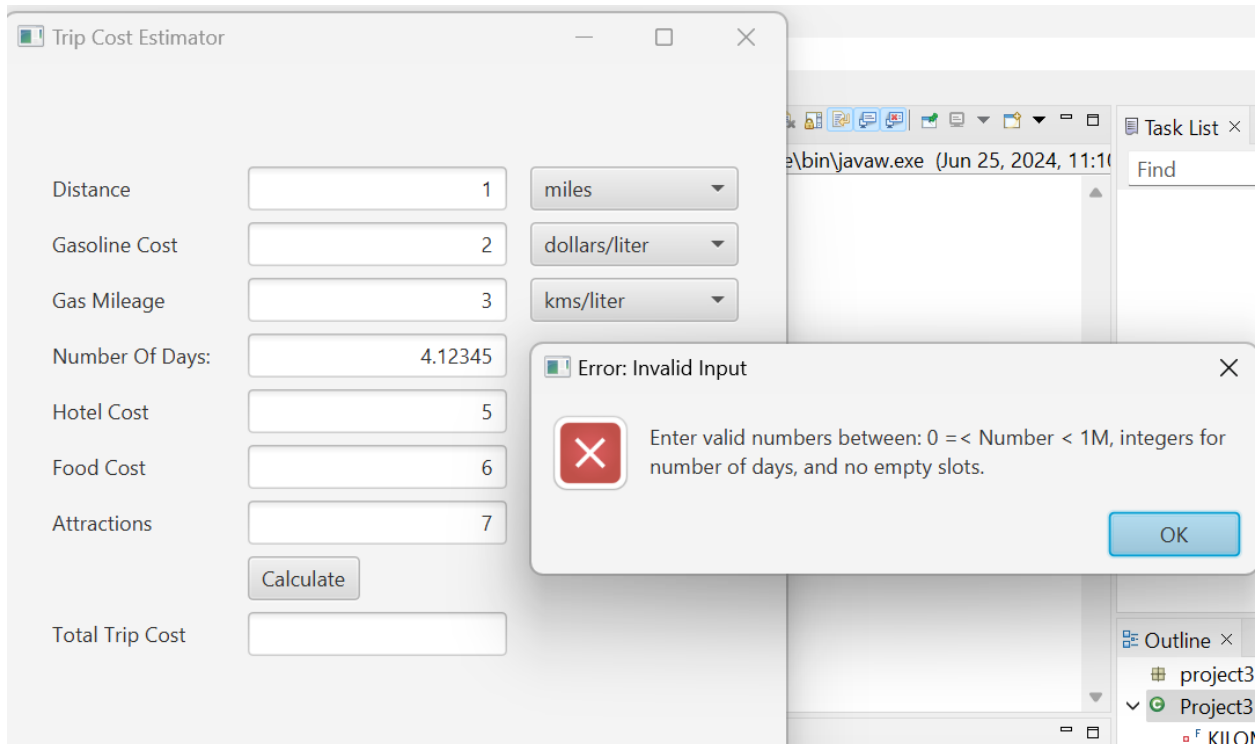 Trip Cost Estimator
e\bin\javaw.exe (Jun 25, 2024, 11:10
Task List
Find
Distance 1 miles
Gasoline Cost 2 dollars/liter
Gas Mileage 3 kms/liter
Number Of Days: 4.12345
Hotel Cost 5
Food Cost 6
Attractions 7
Calculate
Total Trip Cost
Error: Invalid Input
Enter valid numbers between: 0 =< Number < 1M, integers for
number of days, and no empty slots.
OK
Outline
project3
Project3
F KILO